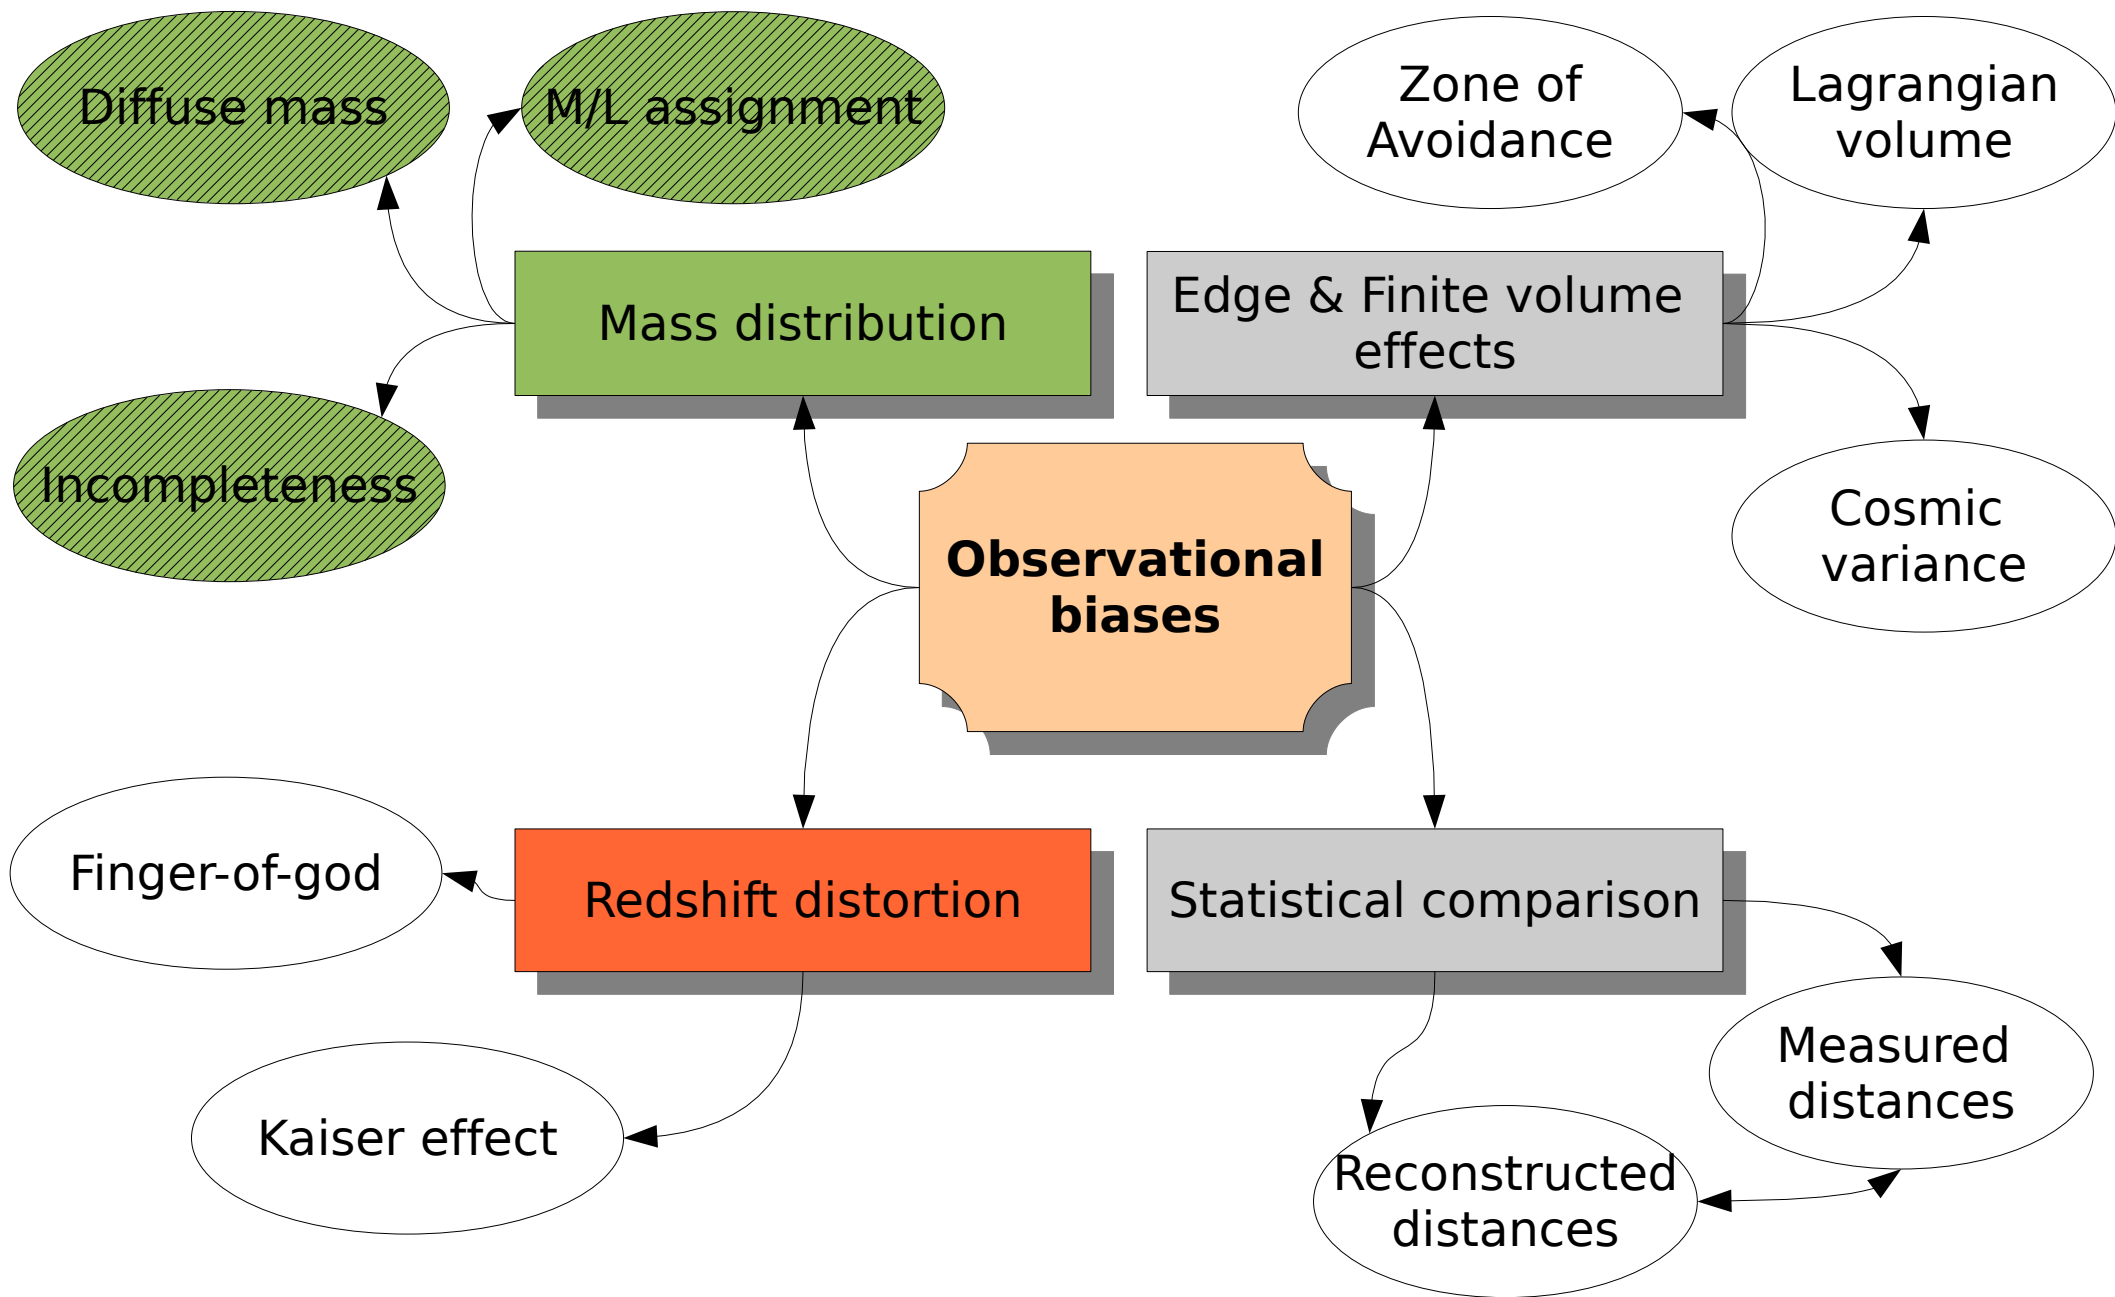 Diffuse mass
M/L assignment
Zone of
Avoidance
Lagrangian
volume
Mass distribution
Edge & Finite volume
effects
Incompleteness
Cosmic
variance
Observational
biases
Finger-of-god
Redshift distortion
Statistical comparison
Kaiser effect
Measured
distances
Reconstructed
distances